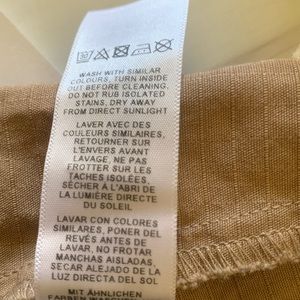 WASH WITH SIMILAR
COLOURS, TURN INSIDE
OUT BEFORE CLEANING,
DO NOT RUB ISOLATED
STAINS, DRY AWAY
FROM DIRECT SUNLIGHT
LAVER AVEC DES
COULEURS SIMILAIRES,
RETOURNER SUR
L'ENVERS AVANT
LAVAGE, NE PAS
FROTTER SUR LES
TACHES ISOLÉES,
SÉCHER À L'ABRI DE
LA LUMIÈRE DIRECTE
DU SOLEIL
LAVAR CON COLORES
SIMILARES, PONER DEL
REVÉS ANTES DE
LAVAR, NO FROTAR
MANCHAS AISLADAS
SECAR ALEJADO DE LA
LUZ DIRECTA DEL SOL
MIT ÄHNLICHEN
FARBEN